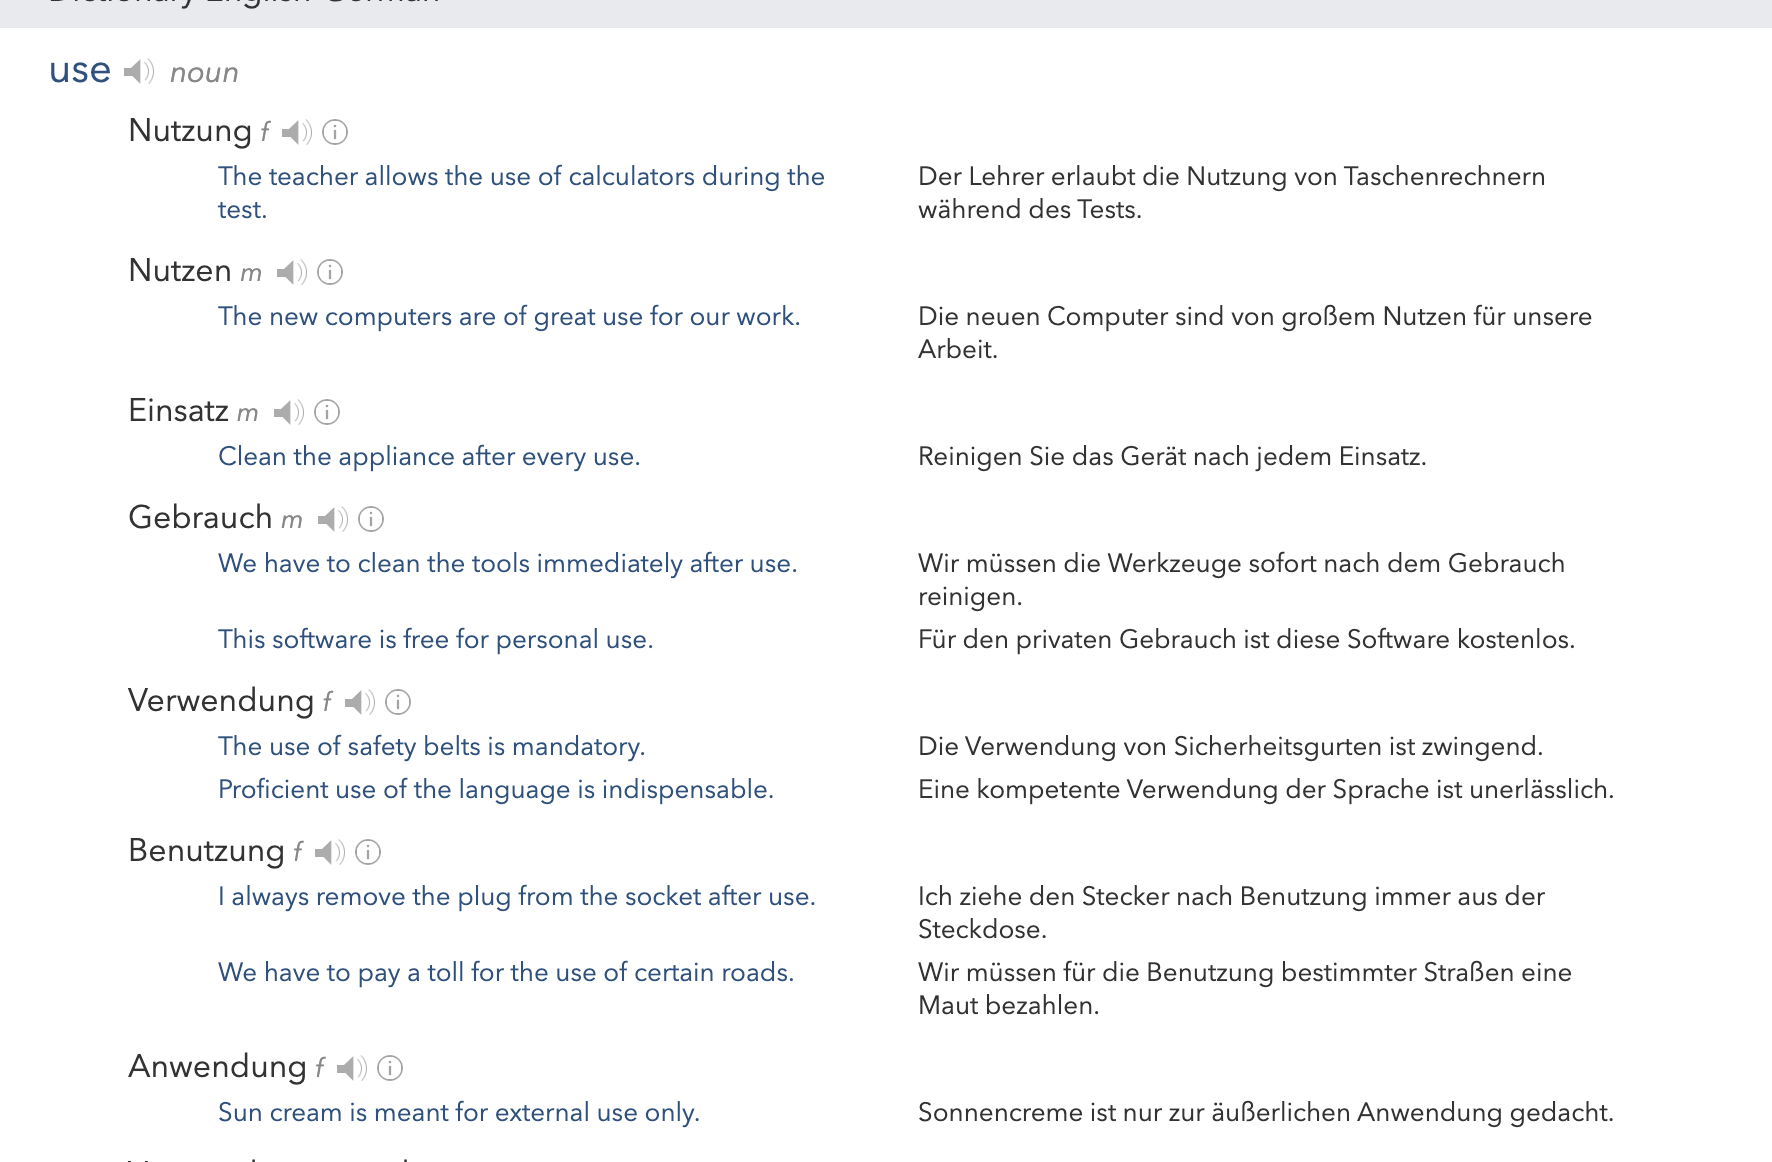 Dictionary English-German
use noun
Nutzung f
The teacher allows the use of calculators during the
test.
Der Lehrer erlaubt die Nutzung von Taschenrechnern
während des Tests.
Nutzen m
The new computers are of great use for our work.
Die neuen Computer sind von großem Nutzen für unsere
Arbeit.
Einsatz m
Clean the appliance after every use.
Reinigen Sie das Gerät nach jedem Einsatz.
Gebrauch m
We have to clean the tools immediately after use.
Wir müssen die Werkzeuge sofort nach dem Gebrauch
reinigen.
This software is free for personal use.
Für den privaten Gebrauch ist diese Software kostenlos.
Verwendung f
The use of safety belts is mandatory.
Die Verwendung von Sicherheitsgurten ist zwingend.
Proficient use of the language is indispensable.
Eine kompetente Verwendung der Sprache ist unerlässlich.
Benutzung f
I always remove the plug from the socket after use.
Ich ziehe den Stecker nach Benutzung immer aus der
Steckdose.
We have to pay a toll for the use of certain roads.
Wir müssen für die Benutzung bestimmter Straßen eine
Maut bezahlen.
Anwendung f
Sun cream is meant for external use only.
Sonnencreme ist nur zur äußerlichen Anwendung gedacht.